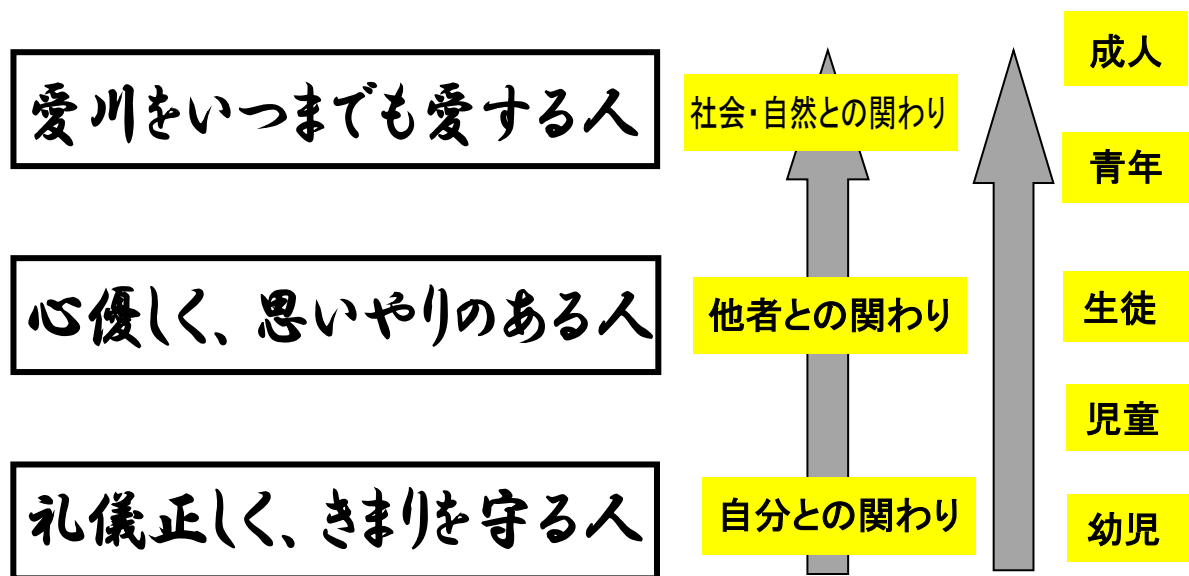 愛川をいつまでも愛する人
心優しく、思いやりのある人
礼儀正しく、きまりを守る人
社会・自然との関わり
他者との関わり
自分との関わり
成人
青年
生徒
児童
幼児